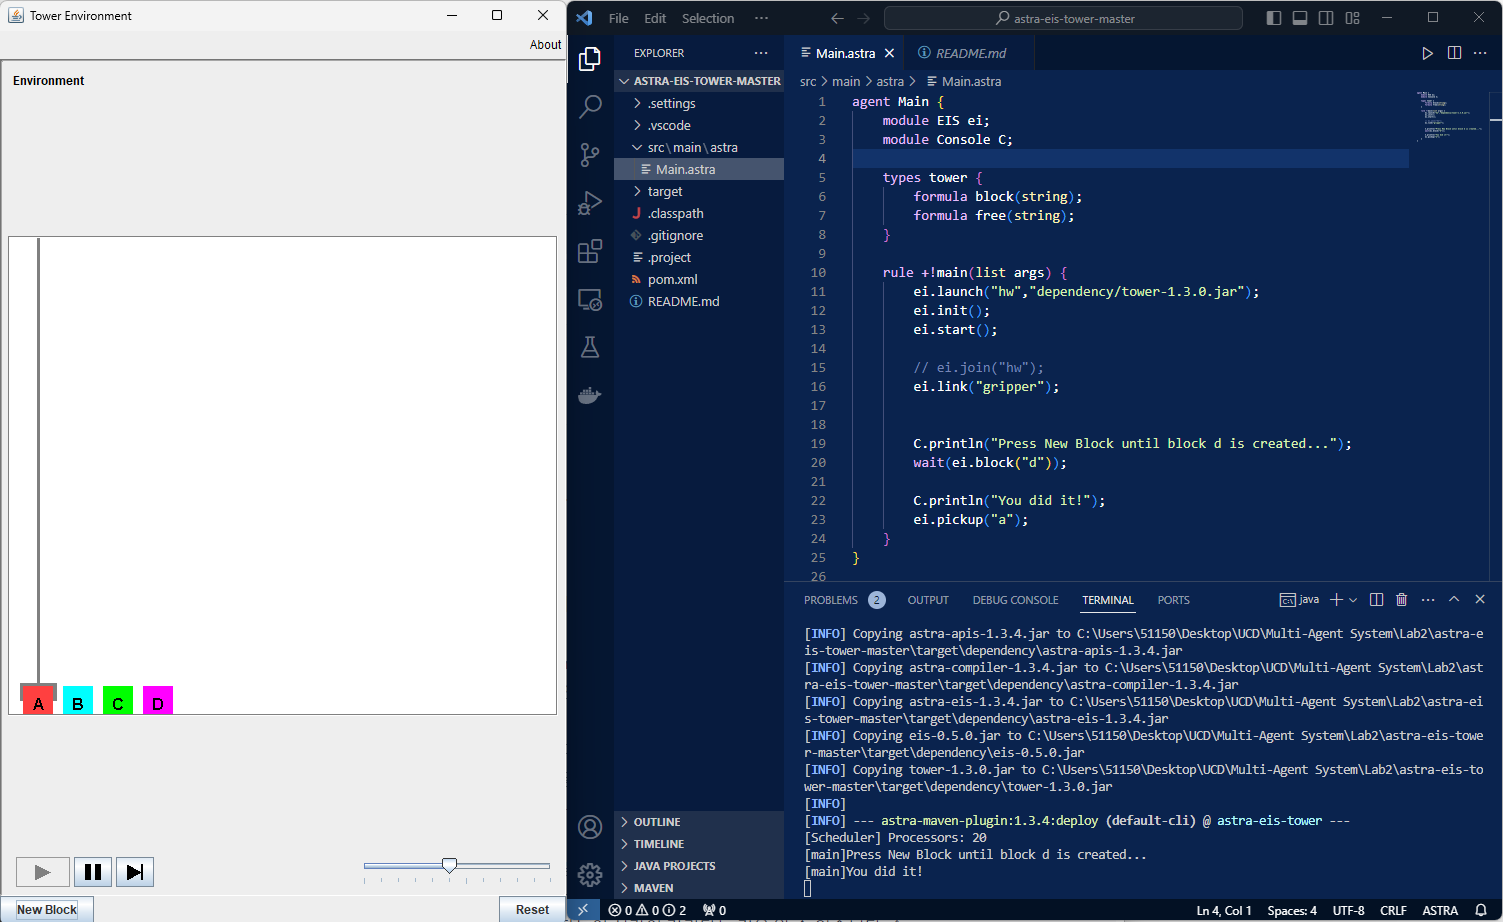 Tower Environment
About
Environment
A B C D
New Block
Reset
File Edit Selection ···
astra-eis-tower-master
EXPLORER ···
ASTRA-EIS-TOWER-MASTER
.settings
.vscode
src\main\astra
Main.astra
target
.classpath
.gitignore
.project
pom.xml
README.md
OUTLINE
TIMELINE
JAVA PROJECTS
MAVEN
Main.astra
README.md
src > main > astra > Main.astra
1 agent Main {
2 module EIS ei;
3 module Console C;
4
5 types tower {
6 formula block(string);
7 formula free(string);
8 }
9
10 rule +!main(list args) {
11 ei.launch("hw","dependency/tower-1.3.0.jar");
12 ei.init();
13 ei.start();
14
15 // ei.join("hw");
16 ei.link("gripper");
17
18
19 C.println("Press New Block until block d is created...");
20 wait(ei.block("d"));
21
22 C.println("You did it!");
23 ei.pickup("a");
24 }
25 }
26
PROBLEMS 2 OUTPUT DEBUG CONSOLE TERMINAL PORTS
java
[INFO] Copying astra-apis-1.3.4.jar to C:\Users\51150\Desktop\UCD\Multi-Agent System\Lab2\astra-e
is-tower-master\target\dependency\astra-apis-1.3.4.jar
[INFO] Copying astra-compiler-1.3.4.jar to C:\Users\51150\Desktop\UCD\Multi-Agent System\Lab2\ast
ra-eis-tower-master\target\dependency\astra-compiler-1.3.4.jar
[INFO] Copying astra-eis-1.3.4.jar to C:\Users\51150\Desktop\UCD\Multi-Agent System\Lab2\astra-ei
s-tower-master\target\dependency\astra-eis-1.3.4.jar
[INFO] Copying eis-0.5.0.jar to C:\Users\51150\Desktop\UCD\Multi-Agent System\Lab2\astra-eis-towe
r-master\target\dependency\eis-0.5.0.jar
[INFO] Copying tower-1.3.0.jar to C:\Users\51150\Desktop\UCD\Multi-Agent System\Lab2\astra-eis-to
wer-master\target\dependency\tower-1.3.0.jar
[INFO]
[INFO] --- astra-maven-plugin:1.3.4:deploy (default-cli) @ astra-eis-tower ---
[Scheduler] Processors: 20
[main]Press New Block until block d is created...
[main]You did it!
0 0 2 0
Ln 4, Col 1 Spaces: 4 UTF-8 CRLF ASTRA